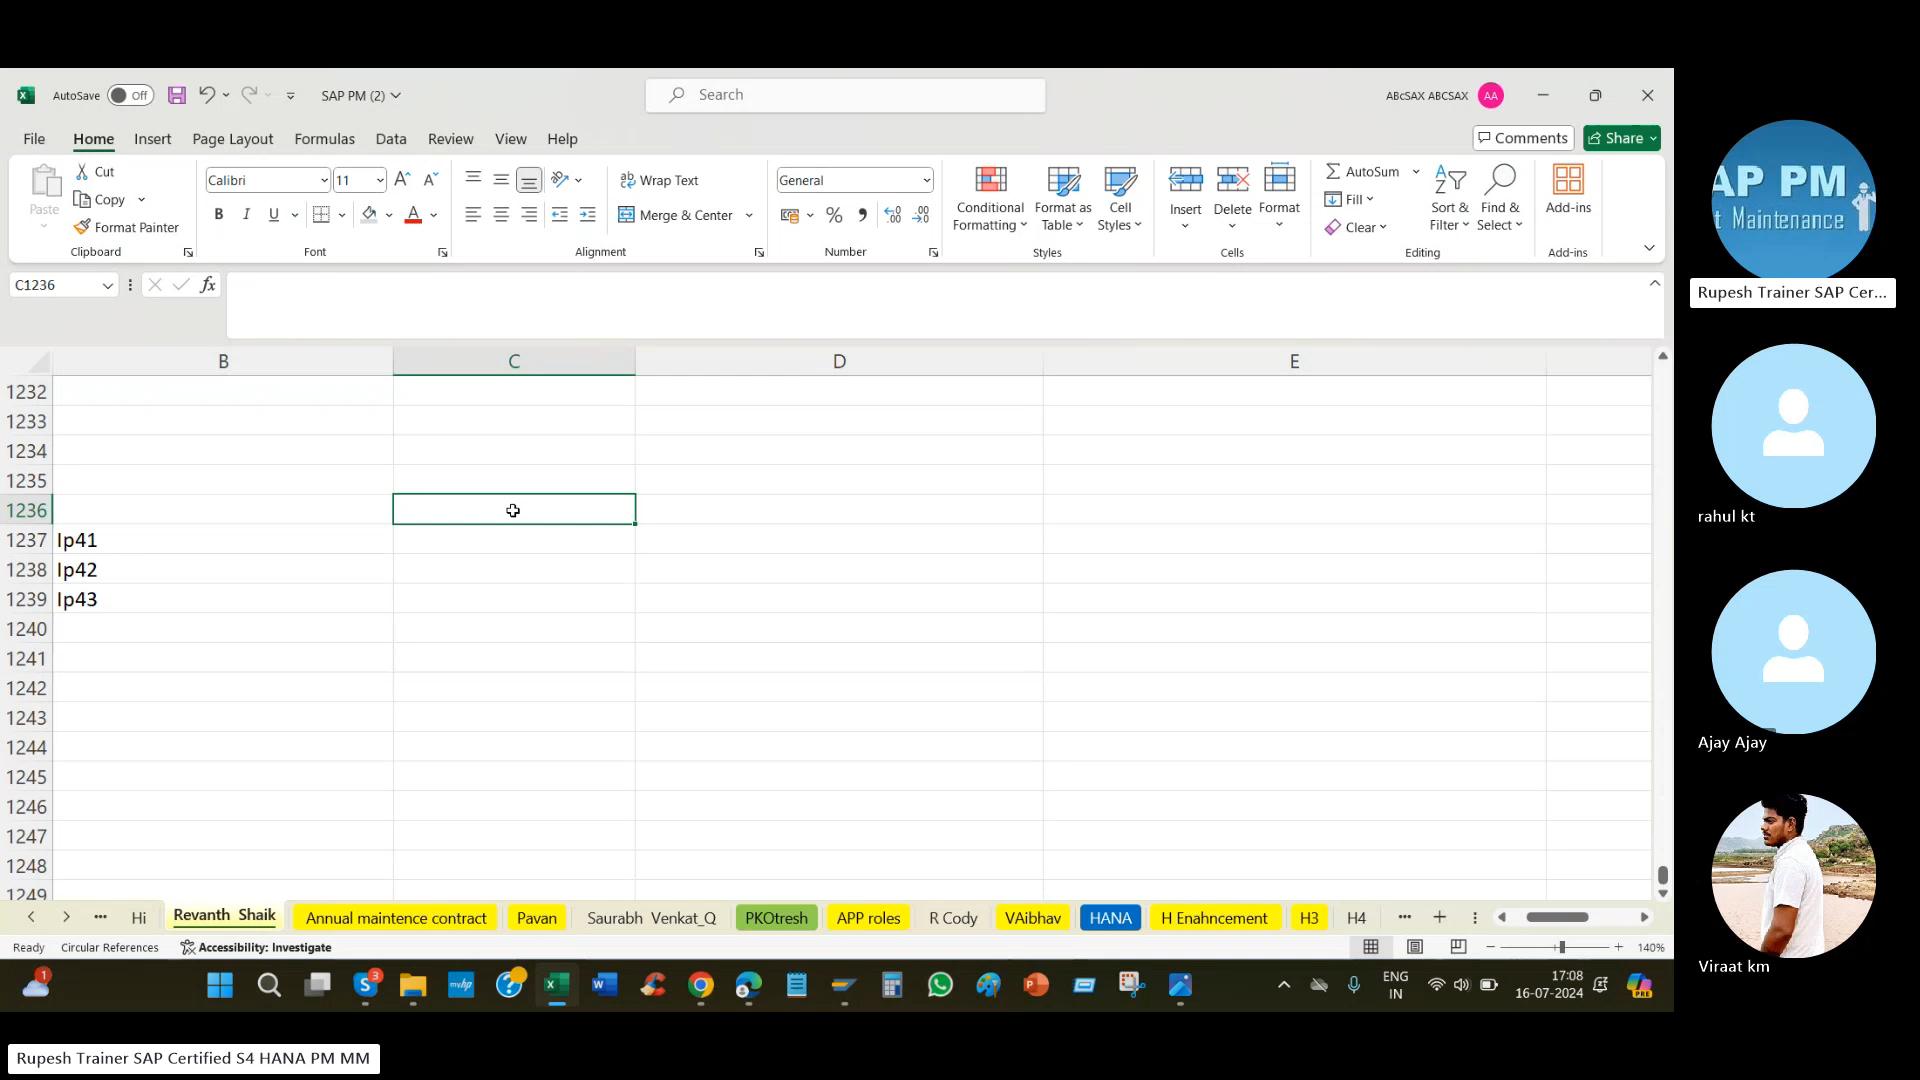 AutoSave Off SAP PM (2) Search ABcSAX ABCSAX AA
File Home Insert Page Layout Formulas Data Review View Help Comments Share
Paste Cut Copy Format Painter Clipboard
Calibri 11 B I U A Font
Wrap Text Merge & Center Alignment
General % Number
Conditional Formatting Format as Table Cell Styles Styles
Insert Delete Format Cells
AutoSum Fill Clear Sort & Filter Find & Select Editing
Add-ins Add-ins
C1236 fx
B C D E
1232
1233
1234
1235
1236
1237 Ip41
1238 Ip42
1239 Ip43
1240
1241
1242
1243
1244
1245
1246
1247
1248
1249
Hi Revanth Shaik Annual maintence contract Pavan Saurabh Venkat_Q PKOtresh APP roles R Cody VAibhav HANA H Enahncement H3 H4
Ready Circular References Accessibility: Investigate 140%
1 3 ENG IN 17:08 16-07-2024 PRE
AP PM
t Maintenance
Rupesh Trainer SAP Cer...
rahul kt
Ajay Ajay
Viraat km
Rupesh Trainer SAP Certified S4 HANA PM MM